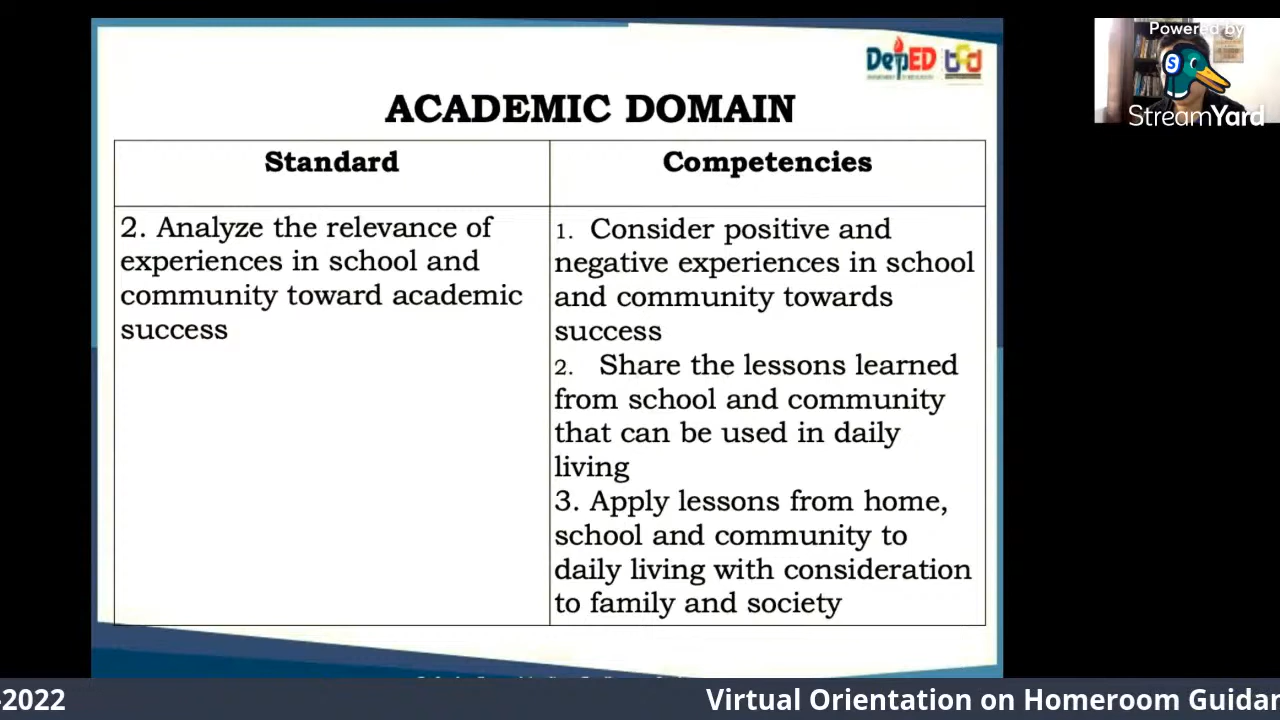 Powered by
StreamYard
DepED
ACADEMIC DOMAIN
Standard
Competencies
2. Analyze the relevance of
experiences in school and
community toward academic
success
1. Consider positive and
negative experiences in school
and community towards
success
2. Share the lessons learned
from school and community
that can be used in daily
living
3. Apply lessons from home,
school and community to
daily living with consideration
to family and society
-2022
Virtual Orientation on Homeroom Guidan